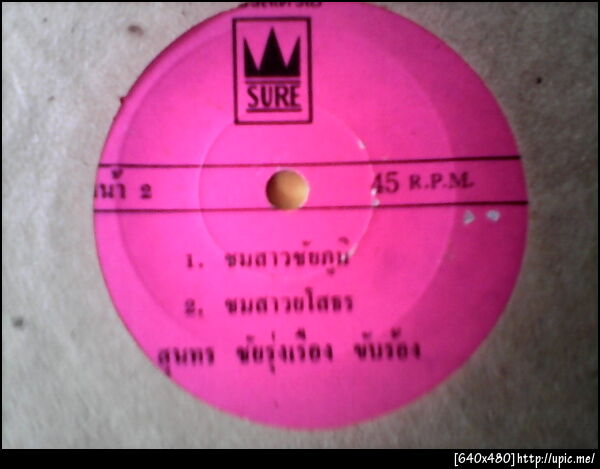 SURE
หน้า 2
45 R.P.M.
1. ชมสาวชัยภูมิ
2. ชมสาวยโสธร
สุนทร ชัยรุ่งเรือง ขับร้อง
[640x480]http://upic.me/